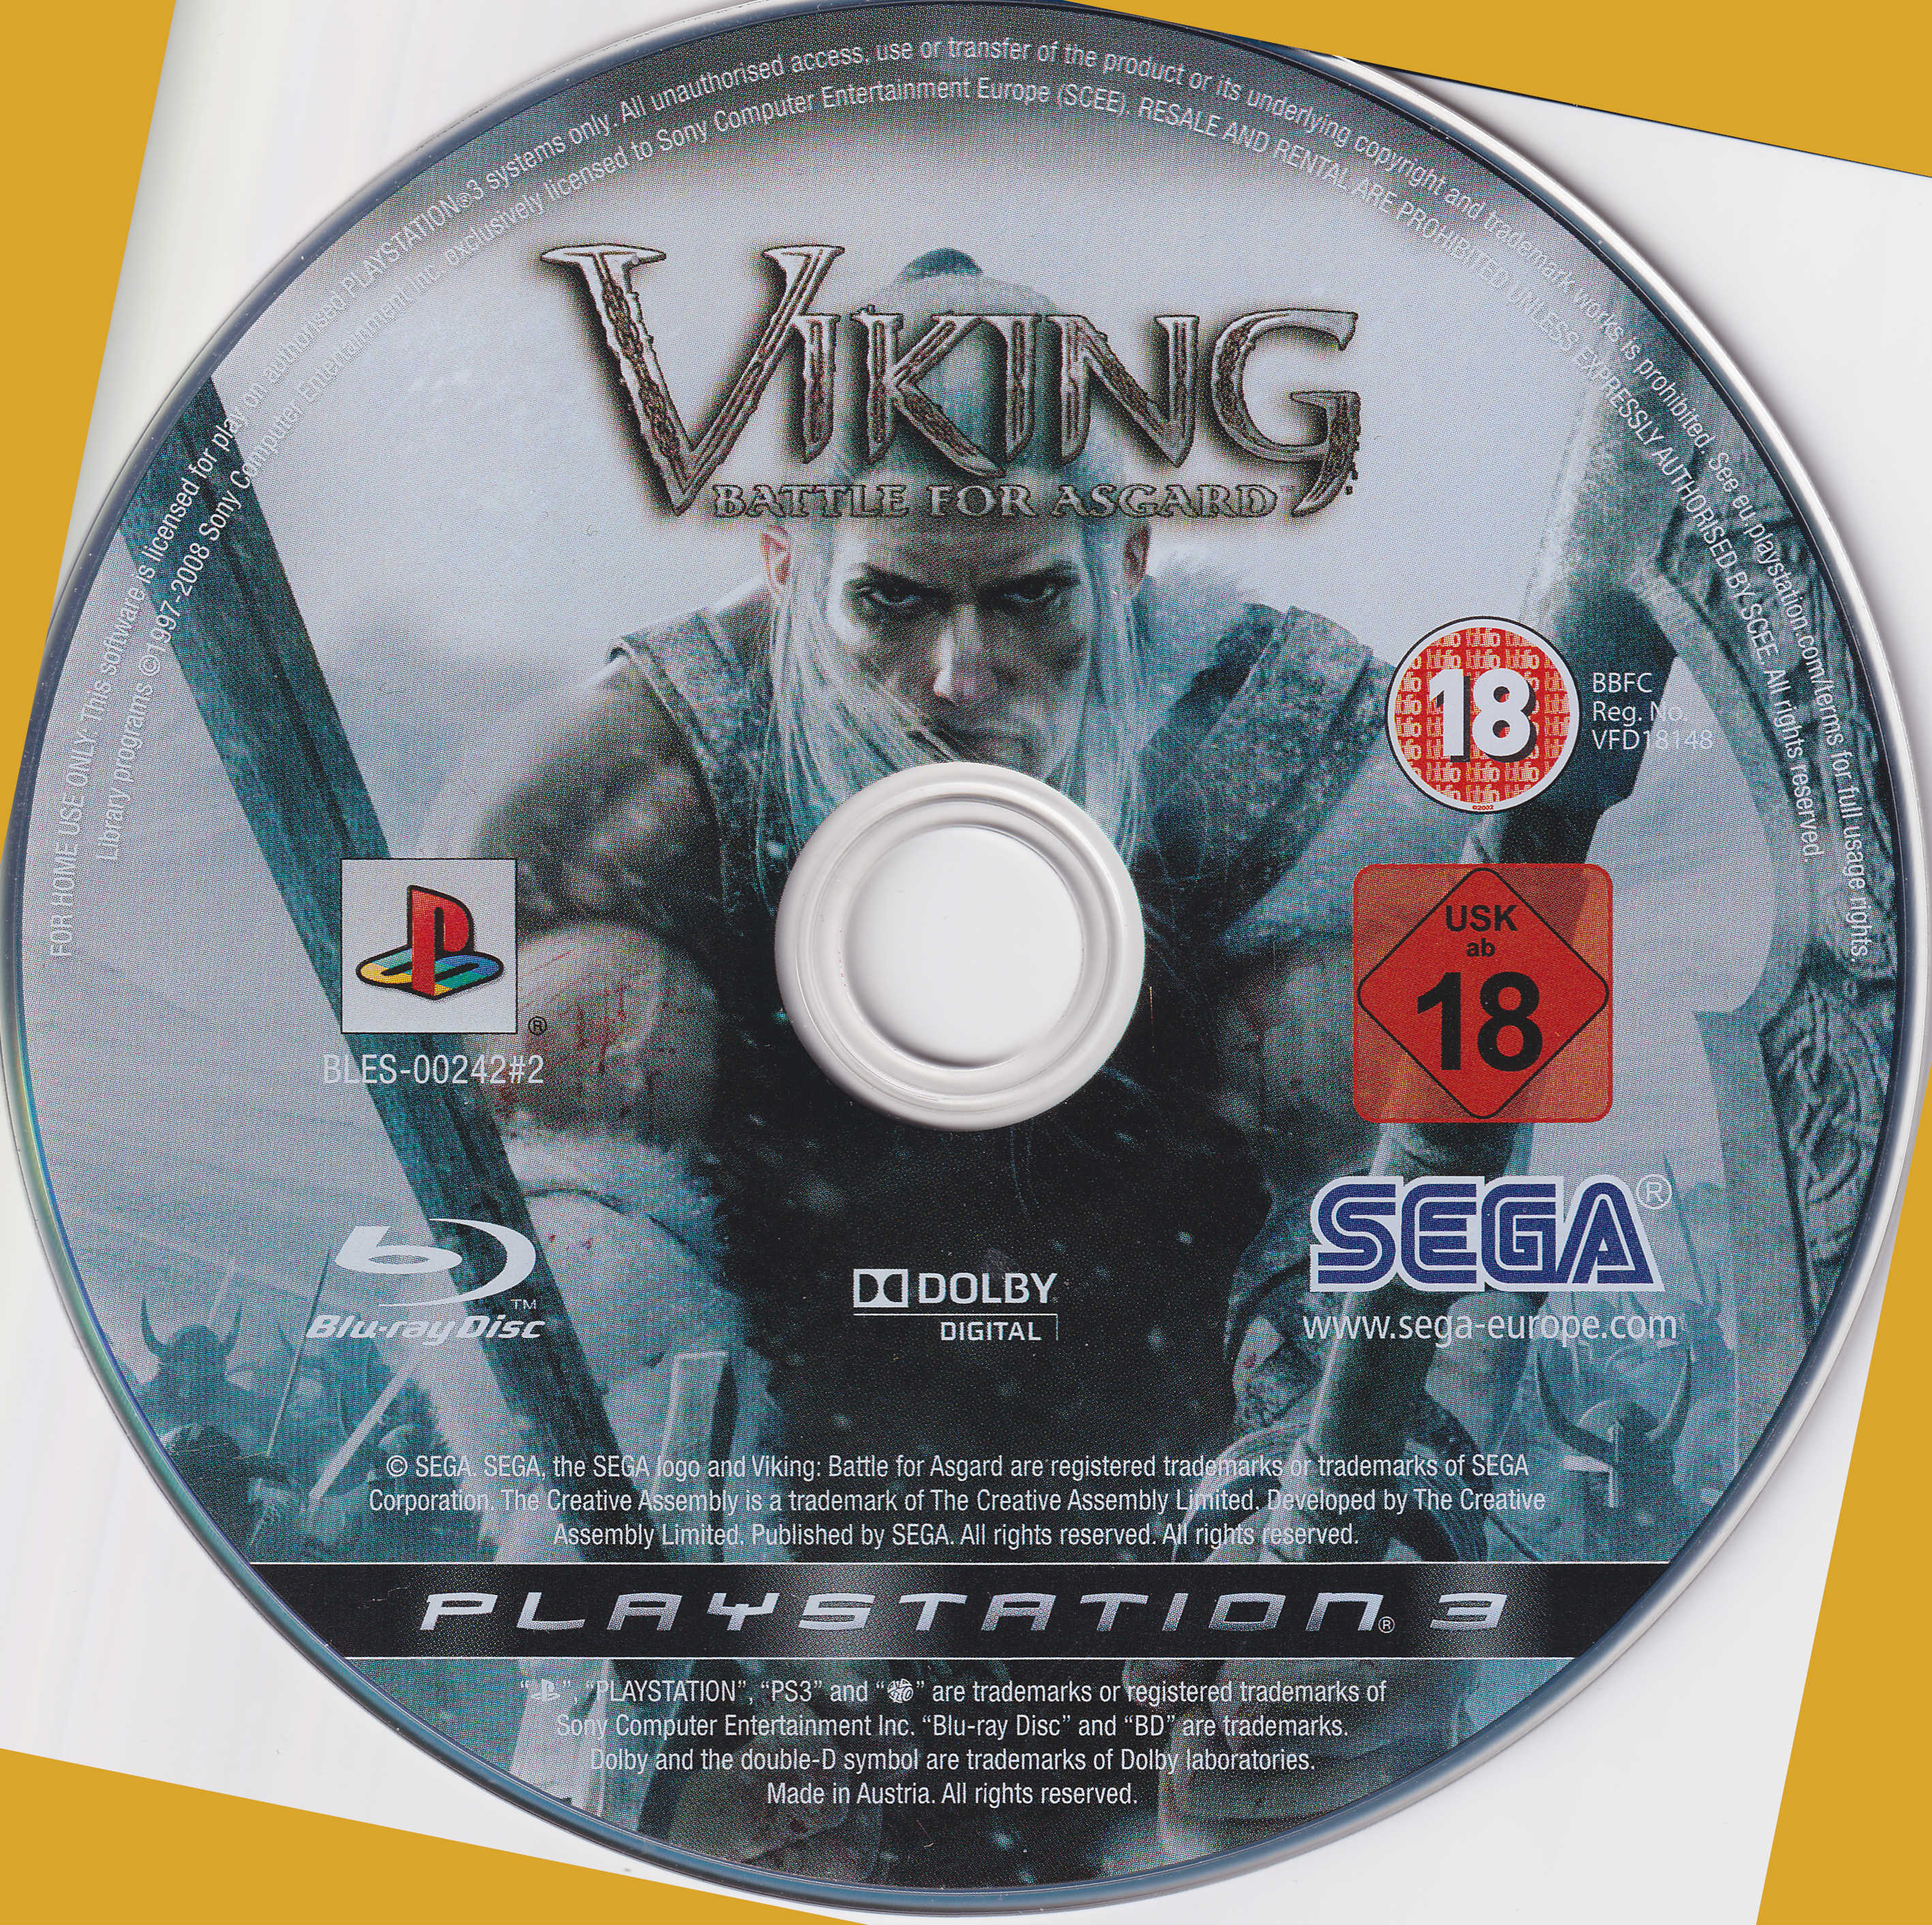 FOR HOME USE ONLY. This software is licensed for play on authorised PLAYSTATION®3 systems only. All unauthorised access, use or transfer of the product or its underlying copyright and trademark works is prohibited. See eu.playstation.com/terms for full usage rights.
Library programs ©1997-2008 Sony Computer Entertainment Inc. exclusively licensed to Sony Computer Entertainment Europe (SCEE). RESALE AND RENTAL ARE PROHIBITED UNLESS EXPRESSLY AUTHORISED BY SCEE. All rights reserved.
VIKING
BATTLE FOR ASGARD
18
©2002
BBFC
Reg. No.
VFD18148
USK
ab
18
®
BLES-00242#2
SEGA®
www.sega-europe.com
Blu-ray Disc™
DOLBY
DIGITAL
© SEGA. SEGA, the SEGA logo and Viking: Battle for Asgard are registered trademarks or trademarks of SEGA
Corporation. The Creative Assembly is a trademark of The Creative Assembly Limited. Developed by The Creative
Assembly Limited. Published by SEGA. All rights reserved. All rights reserved.
PLAYSTATION® 3
“ ”, “PLAYSTATION”, “PS3” and “ ” are trademarks or registered trademarks of
Sony Computer Entertainment Inc. “Blu-ray Disc” and “BD” are trademarks.
Dolby and the double-D symbol are trademarks of Dolby laboratories.
Made in Austria. All rights reserved.